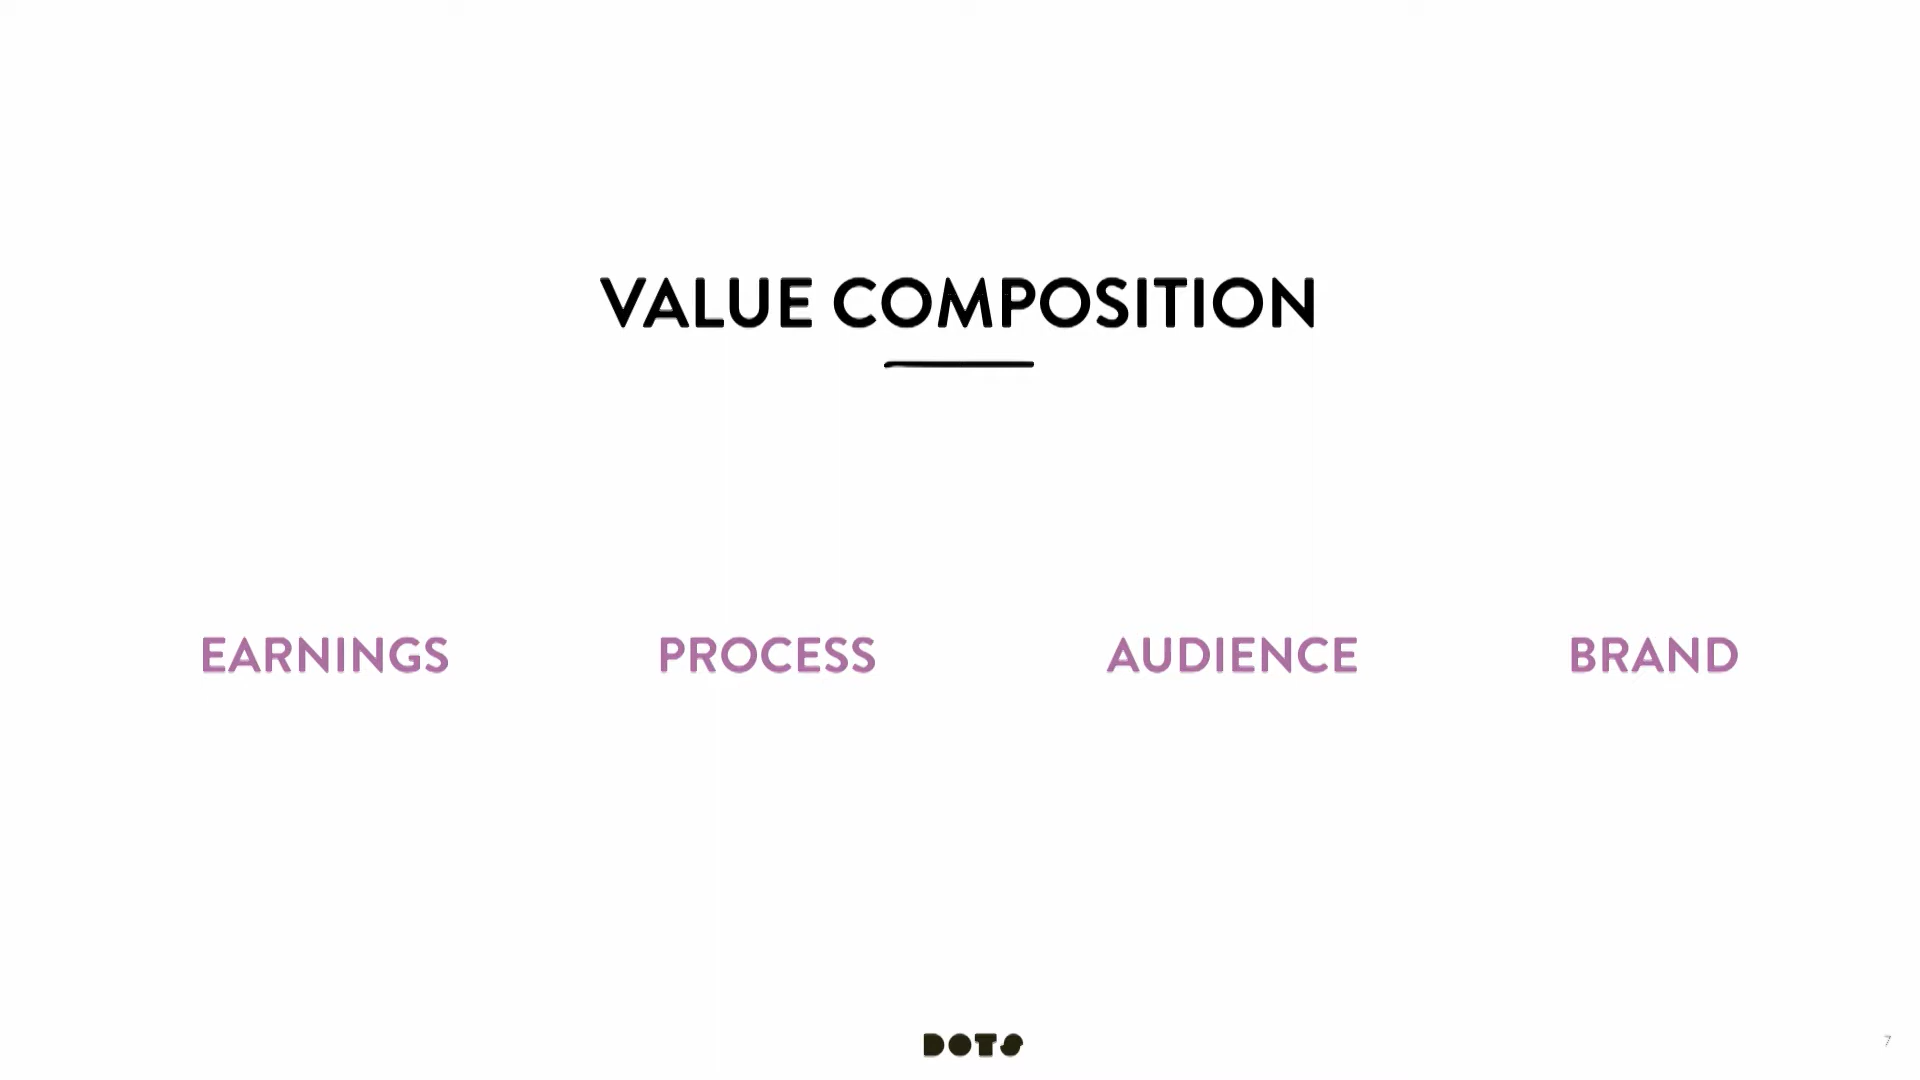 VALUE COMPOSITION
EARNINGS PROCESS AUDIENCE BRAND
DOTS
7